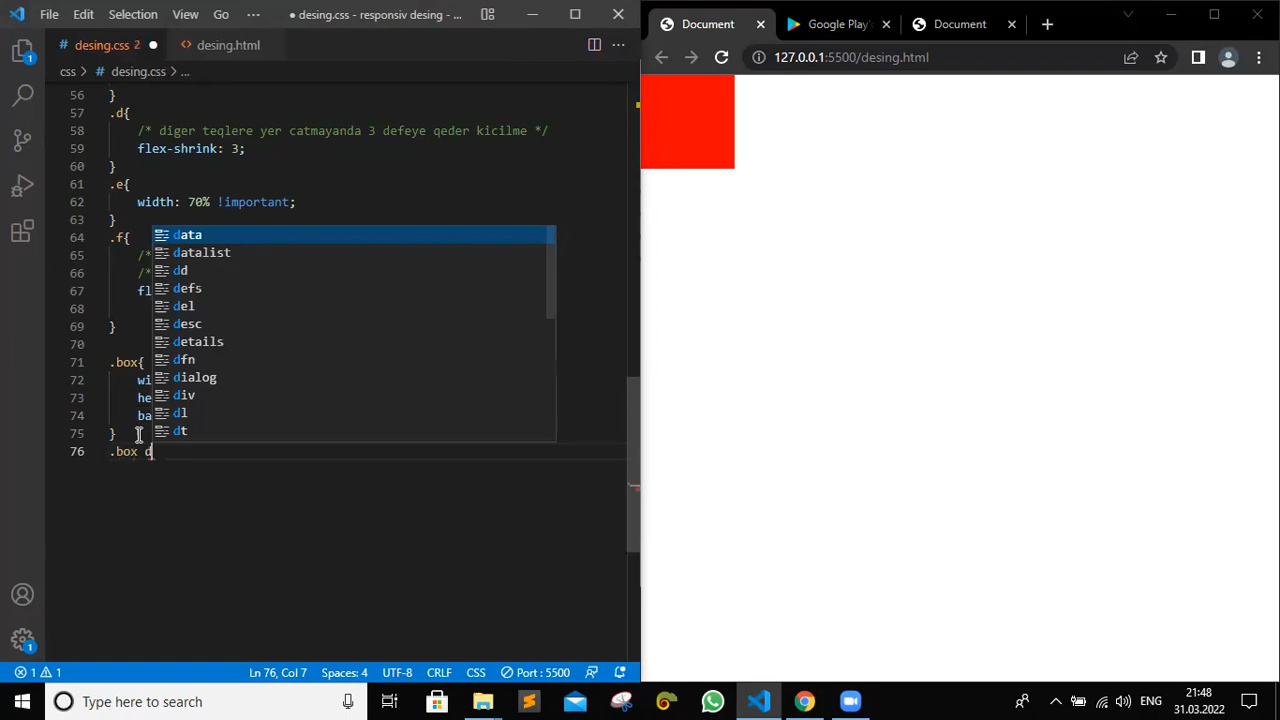 File Edit Selection View Go ··· ● desing.css - responsiv desing - ...
# desing.css 2 ● <> desing.html ···
css > # desing.css > ...
56 }
57 .d{
58 /* diger teqlere yer catmayanda 3 defeye qeder kicilme */
59 flex-shrink: 3;
60 }
61 .e{
62 width: 70% !important;
63 }
64 .f{
65 /*
66 /*
67 fl
68
69 }
70
71 .box{
72 wi
73 he
74 ba
75 }
76 .box d
data
datalist
dd
defs
del
desc
details
dfn
dialog
div
dl
dt
1
1
1 1 Ln 76, Col 7 Spaces: 4 UTF-8 CRLF CSS Port : 5500
Document Google Play's Document
127.0.0.1:5500/desing.html
Type here to search
ENG
21:48
31.03.2022